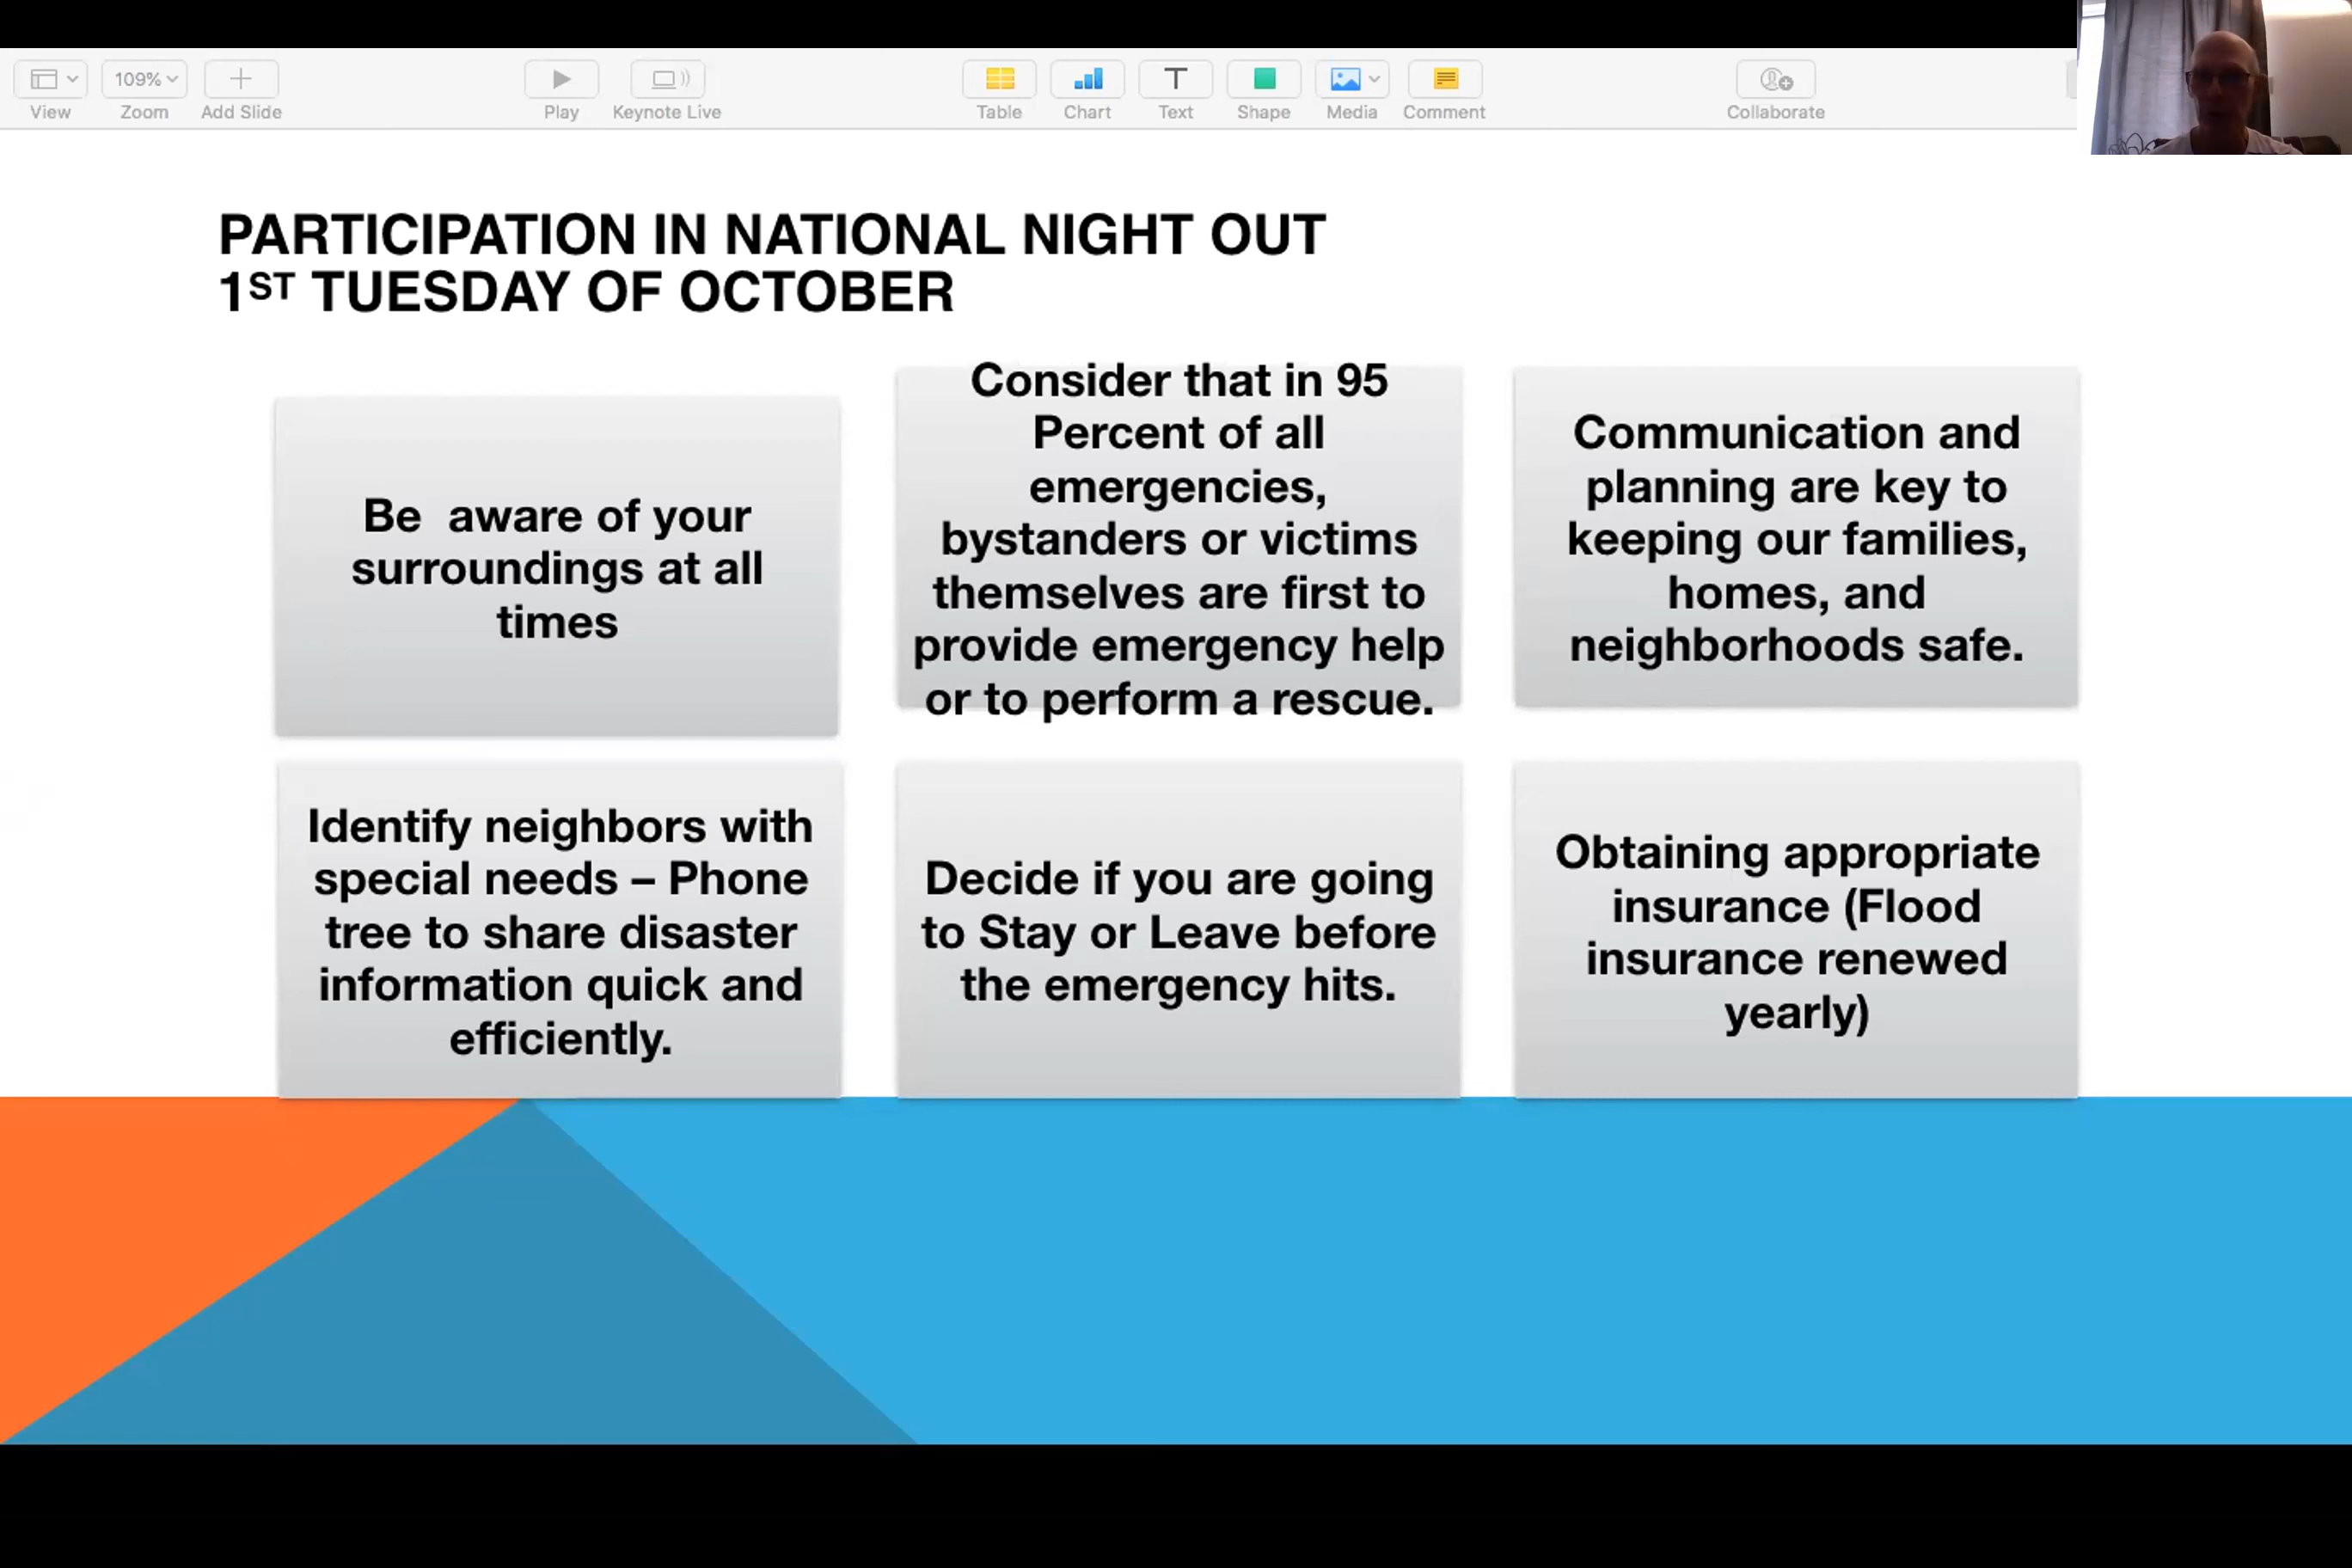 109%
View
Zoom
Add Slide
Play
Keynote Live
Table
Chart
T
Text
Shape
Media
Comment
Collaborate
PARTICIPATION IN NATIONAL NIGHT OUT
1ST TUESDAY OF OCTOBER
Be  aware of your
surroundings at all
times
Consider that in 95
Percent of all
emergencies,
bystanders or victims
themselves are first to
provide emergency help
or to perform a rescue.
Communication and
planning are key to
keeping our families,
homes, and
neighborhoods safe.
Identify neighbors with
special needs – Phone
tree to share disaster
information quick and
efficiently.
Decide if you are going
to Stay or Leave before
the emergency hits.
Obtaining appropriate
insurance (Flood
insurance renewed
yearly)